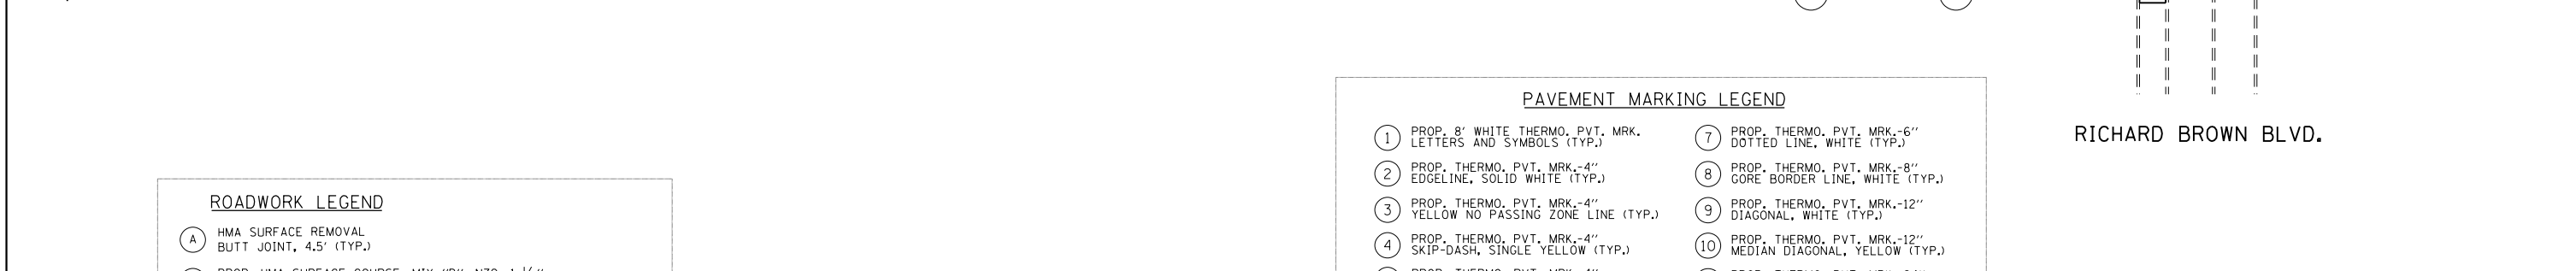 PAVEMENT MARKING LEGEND
1 PROP. 8' WHITE THERMO. PVT. MRK.
LETTERS AND SYMBOLS (TYP.)
2 PROP. THERMO. PVT. MRK.-4"
EDGELINE, SOLID WHITE (TYP.)
3 PROP. THERMO. PVT. MRK.-4"
YELLOW NO PASSING ZONE LINE (TYP.)
4 PROP. THERMO. PVT. MRK.-4"
SKIP-DASH, SINGLE YELLOW (TYP.)
7 PROP. THERMO. PVT. MRK.-6"
DOTTED LINE, WHITE (TYP.)
8 PROP. THERMO. PVT. MRK.-8"
GORE BORDER LINE, WHITE (TYP.)
9 PROP. THERMO. PVT. MRK.-12"
DIAGONAL, WHITE (TYP.)
10 PROP. THERMO. PVT. MRK.-12"
MEDIAN DIAGONAL, YELLOW (TYP.)
RICHARD BROWN BLVD.
ROADWORK LEGEND
A HMA SURFACE REMOVAL
BUTT JOINT, 4.5' (TYP.)